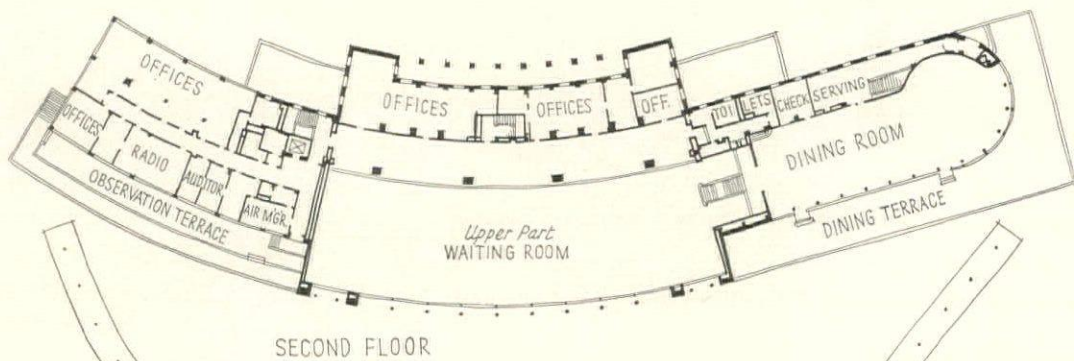 OFFICES
OFFICES
RADIO
AUDITOR
AIR MGR.
OBSERVATION TERRACE
OFFICES
OFFICES
OFF.
TOILETS
CHECK
SERVING
DINING ROOM
DINING TERRACE
Upper Part
WAITING ROOM
SECOND FLOOR